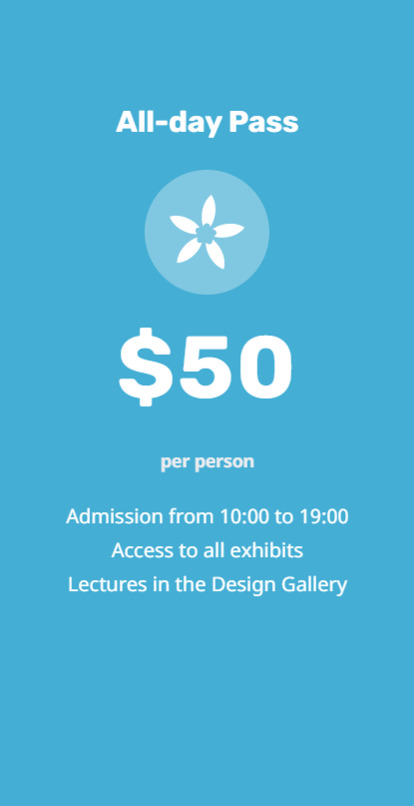 All-day Pass
$50
per person
Admission from 10:00 to 19:00
Access to all exhibits
Lectures in the Design Gallery